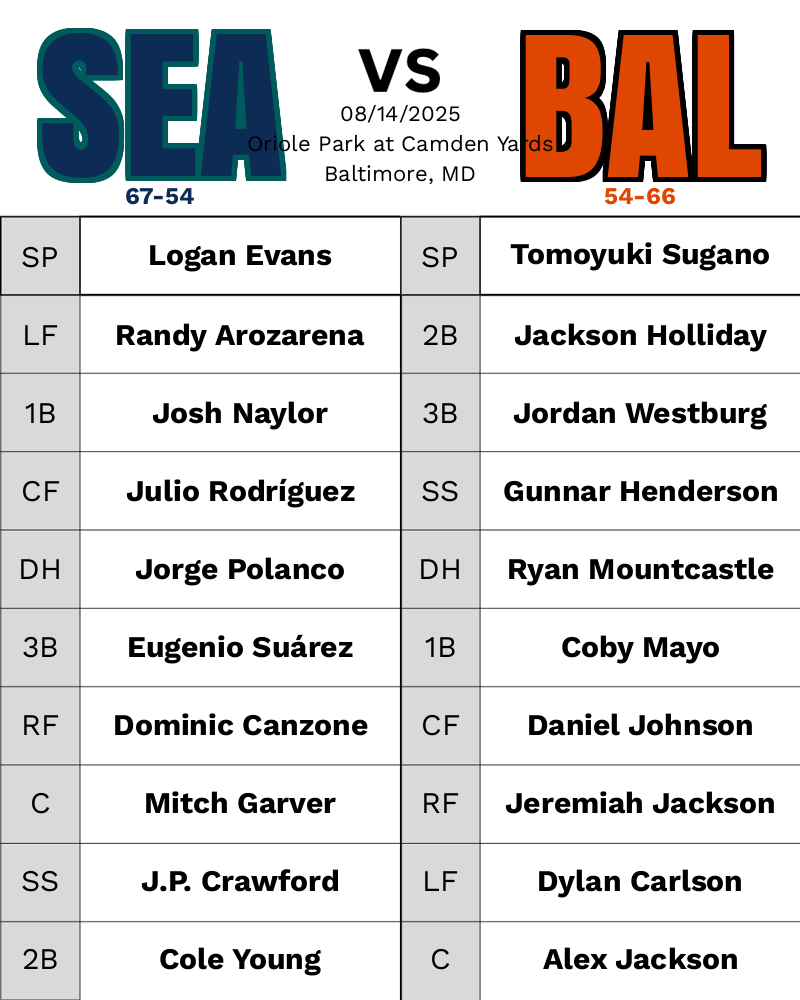 SEA VS BAL
08/14/2025
Oriole Park at Camden Yards
Baltimore, MD
67-54 54-66
SP Logan Evans SP Tomoyuki Sugano
LF Randy Arozarena 2B Jackson Holliday
1B Josh Naylor 3B Jordan Westburg
CF Julio Rodríguez SS Gunnar Henderson
DH Jorge Polanco DH Ryan Mountcastle
3B Eugenio Suárez 1B Coby Mayo
RF Dominic Canzone CF Daniel Johnson
C Mitch Garver RF Jeremiah Jackson
SS J.P. Crawford LF Dylan Carlson
2B Cole Young C Alex Jackson